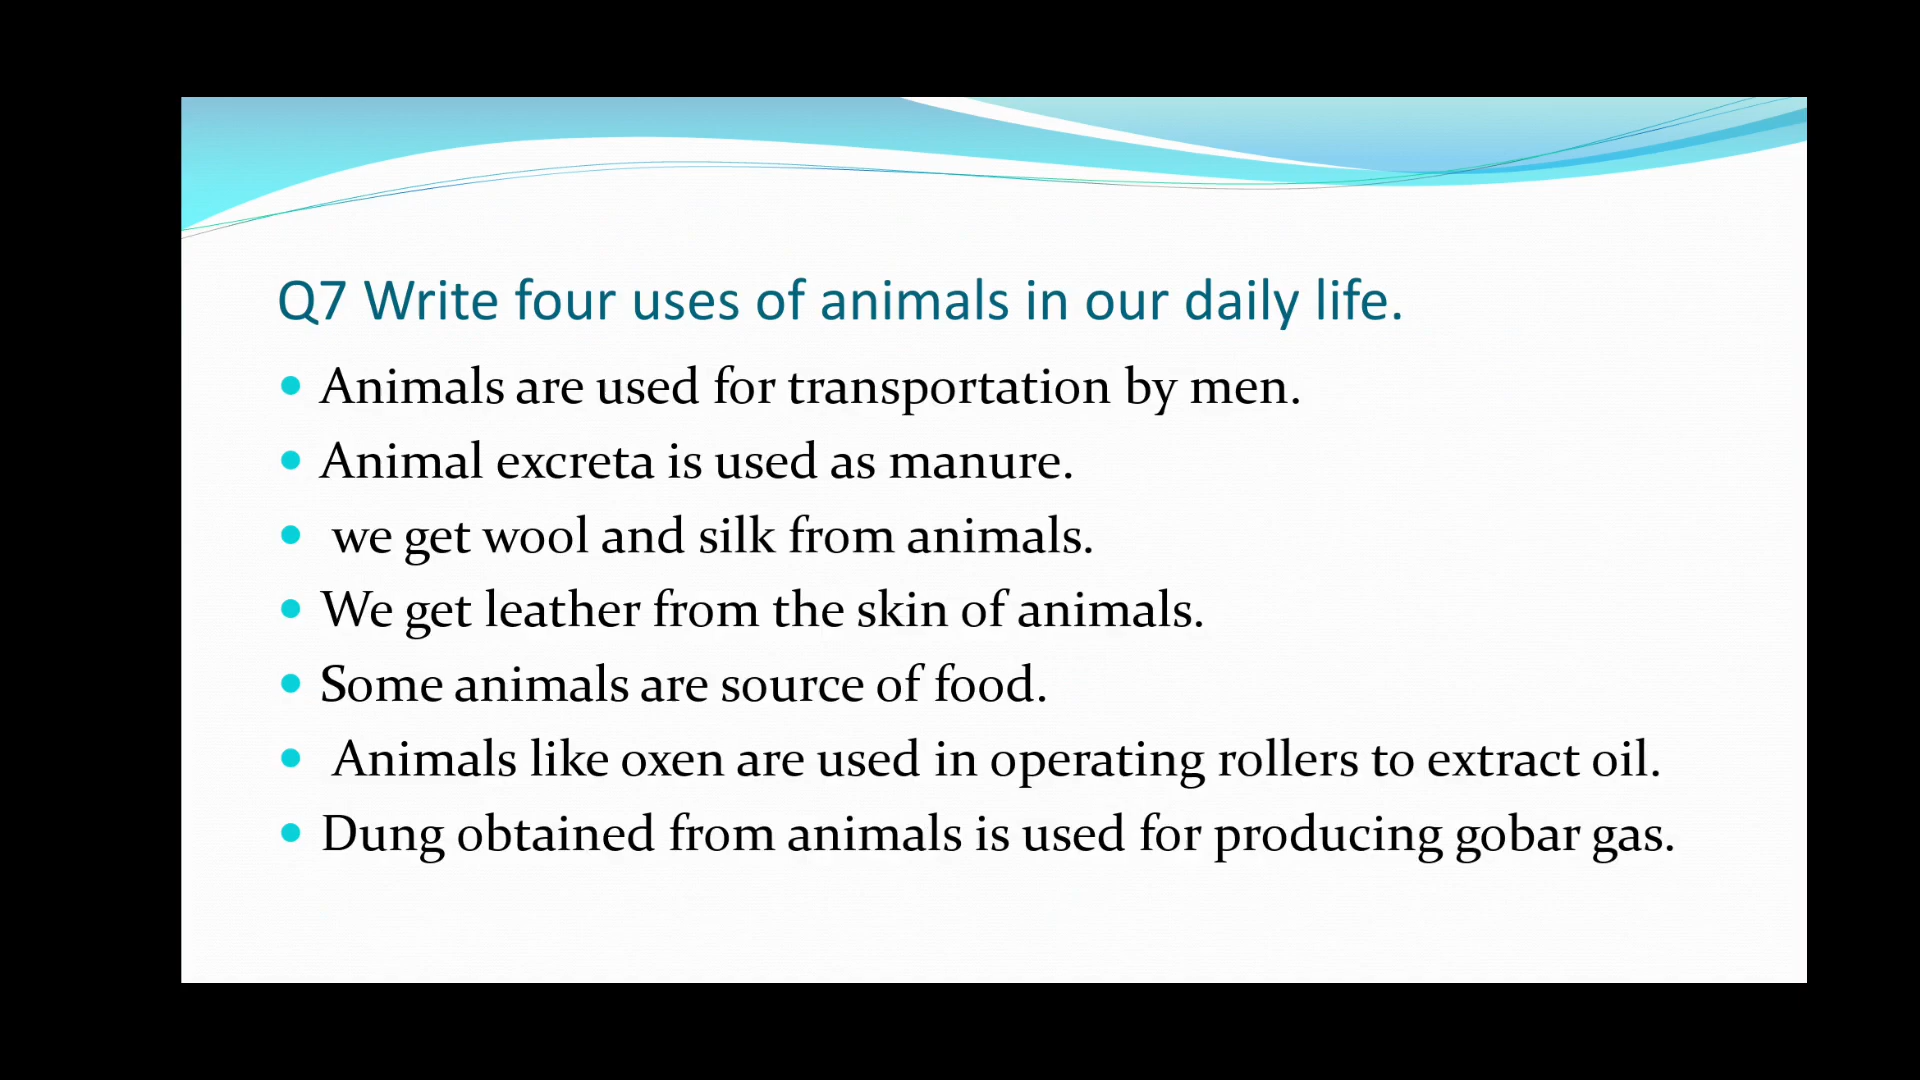 Q7 Write four uses of animals in our daily life.
• Animals are used for transportation by men.
• Animal excreta is used as manure.
• we get wool and silk from animals.
• We get leather from the skin of animals.
• Some animals are source of food.
• Animals like oxen are used in operating rollers to extract oil.
• Dung obtained from animals is used for producing gobar gas.